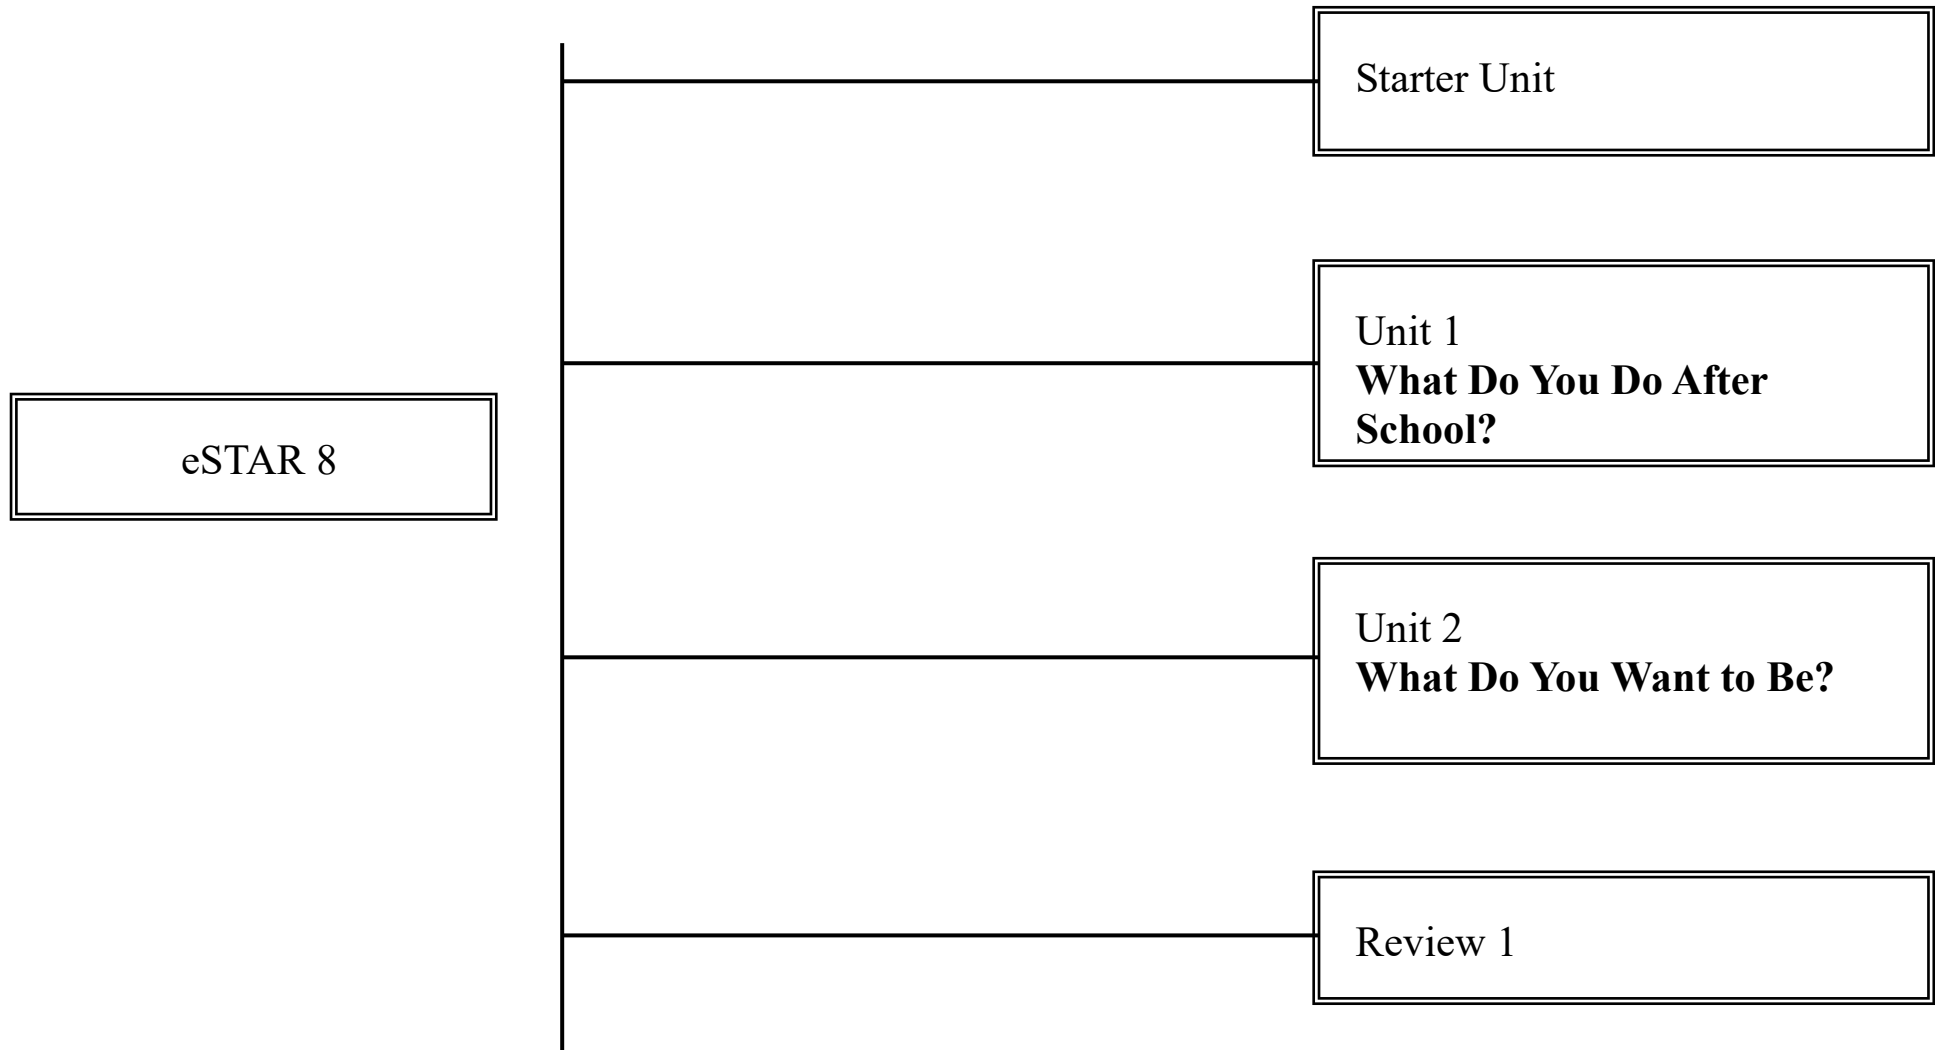 eSTAR 8
Starter Unit
Unit 1
What Do You Do After
School?
Unit 2
What Do You Want to Be?
Review 1